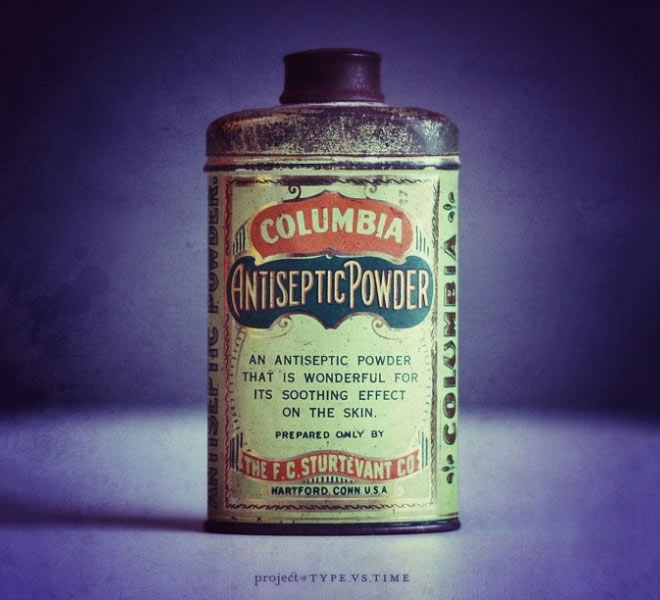 COLUMBIA
ANTISEPTIC POWDER
AN ANTISEPTIC POWDER
THAT IS WONDERFUL FOR
ITS SOOTHING EFFECT
ON THE SKIN.
PREPARED ONLY BY
THE F.C. STURTEVANT CO
HARTFORD, CONN U.S.A
ANTISEPTIC POWDER
COLUMBIA
project#TYPE.VS.TIME